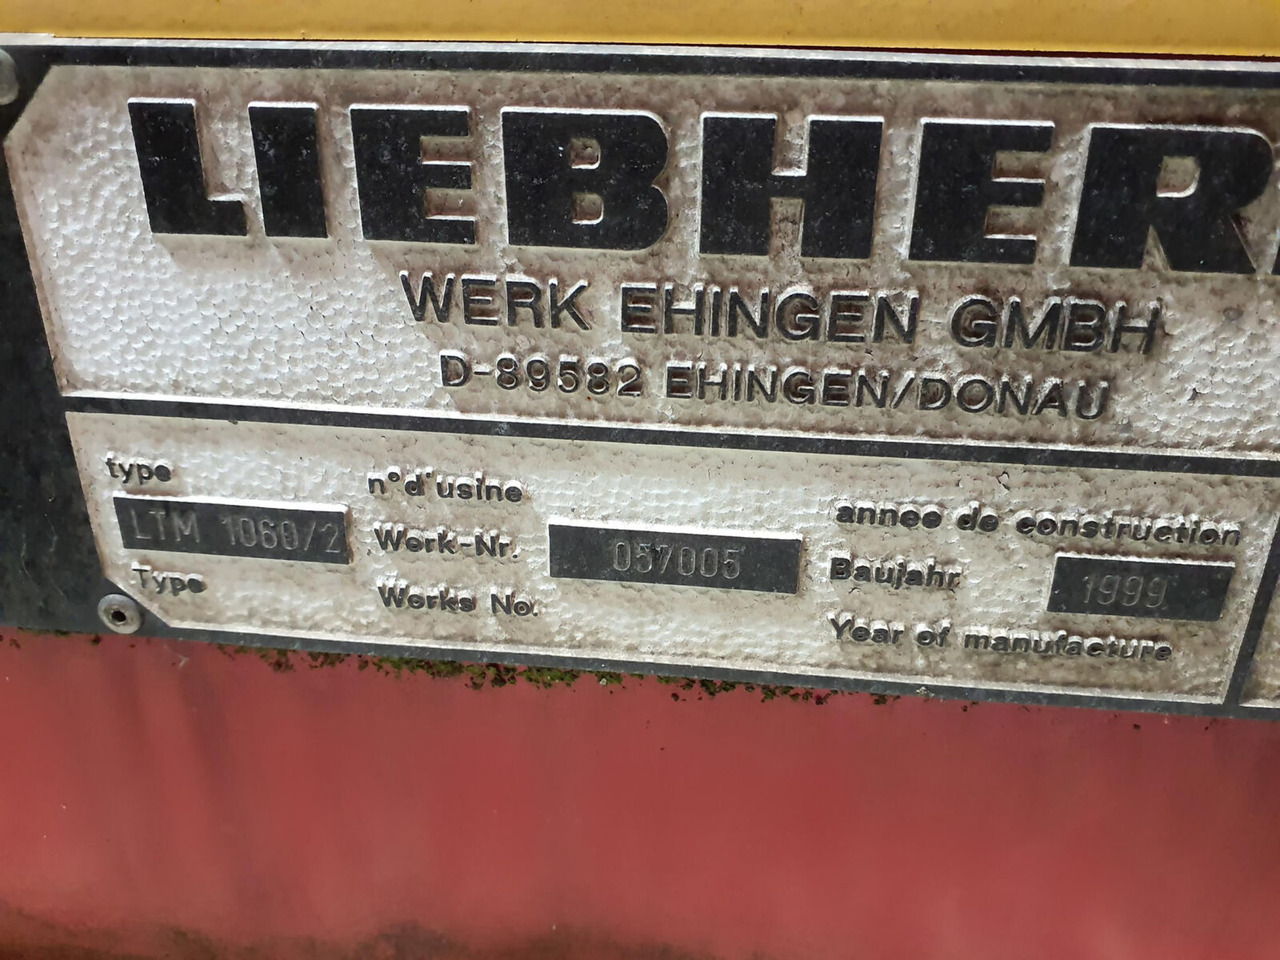 LIEBHER
WERK EHINGEN GMBH
D-89582 EHINGEN/DONAU
type
LTM 1060/2
Type
n°d'usine
Werk-Nr.
Works No.
057005
année de construction
Baujahr
Year of manufacture
1999